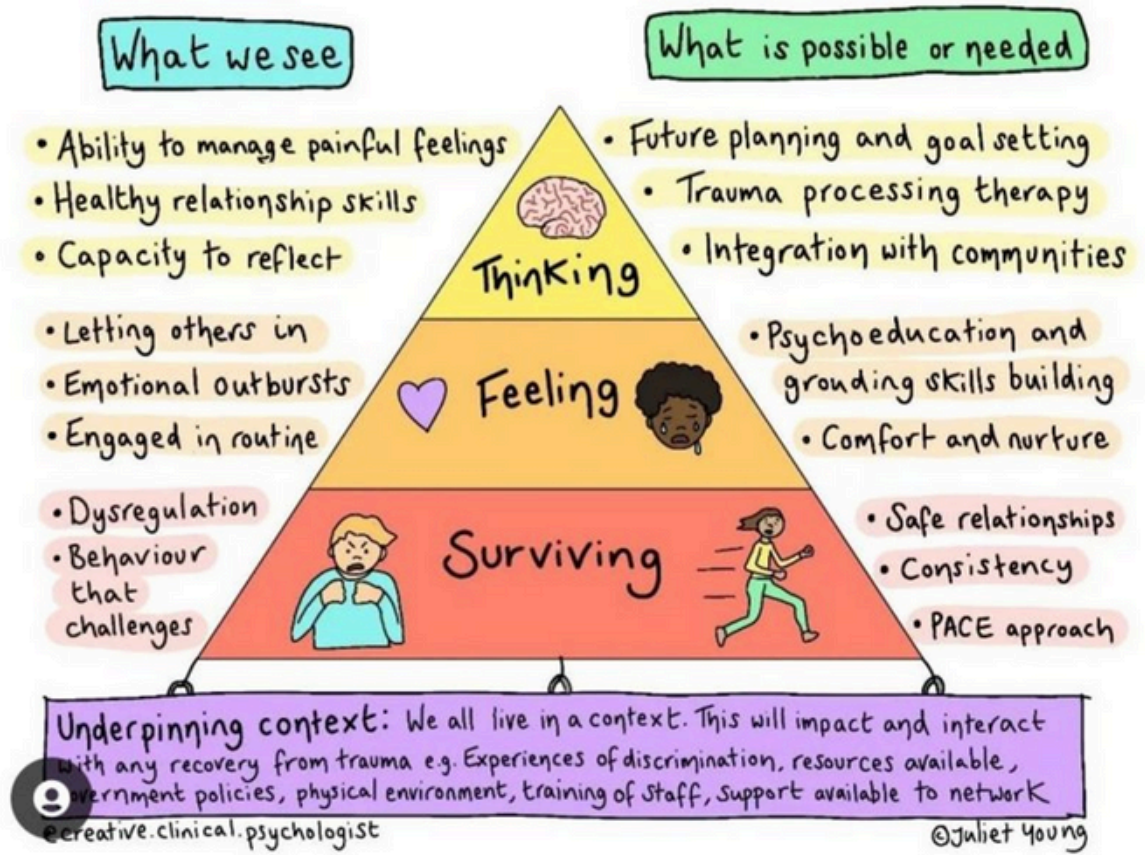 What we see
What is possible or needed
• Ability to manage painful feelings
• Healthy relationship skills
• Capacity to reflect
• Future planning and goal setting
• Trauma processing therapy
• Integration with communities
Thinking
• Letting others in
• Emotional outbursts
• Engaged in routine
Feeling
• Psychoeducation and
grouding skills building
• Comfort and nurture
• Dysregulation
• Behaviour
that
challenges
Surviving
• Safe relationships
• Consistency
• PACE approach
Underpinning context: We all live in a context. This will impact and interact
with any recovery from trauma e.g. Experiences of discrimination, resources available,
policies, physical environment, training of staff, support available to network
@creative.clinical.psychologist
©Juliet Young